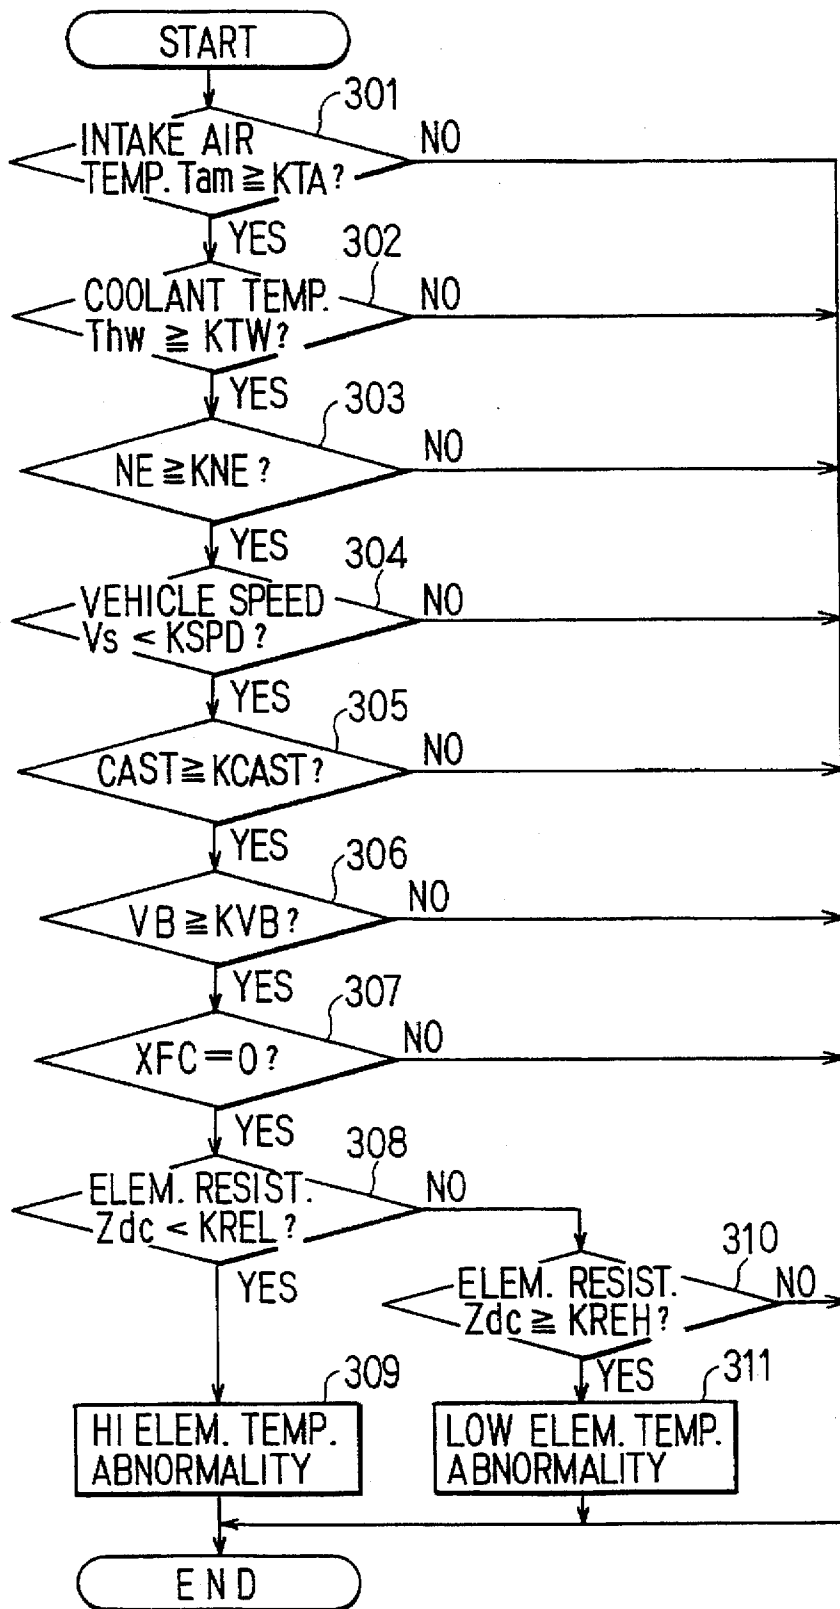 START
301
INTAKE AIR
TEMP. Tam ≧ KTA?
NO
YES
302
COOLANT TEMP.
Thw ≧ KTW?
NO
YES
303
NE ≧ KNE?
NO
YES
304
VEHICLE SPEED
Vs < KSPD?
NO
YES
305
CAST ≧ KCAST?
NO
YES
306
VB ≧ KVB?
NO
YES
307
XFC = 0?
NO
YES
308
ELEM. RESIST.
Zdc < KREL?
NO
YES
310
ELEM. RESIST.
Zdc ≧ KREH?
NO
YES
309
HI ELEM. TEMP.
ABNORMALITY
311
LOW ELEM. TEMP.
ABNORMALITY
END